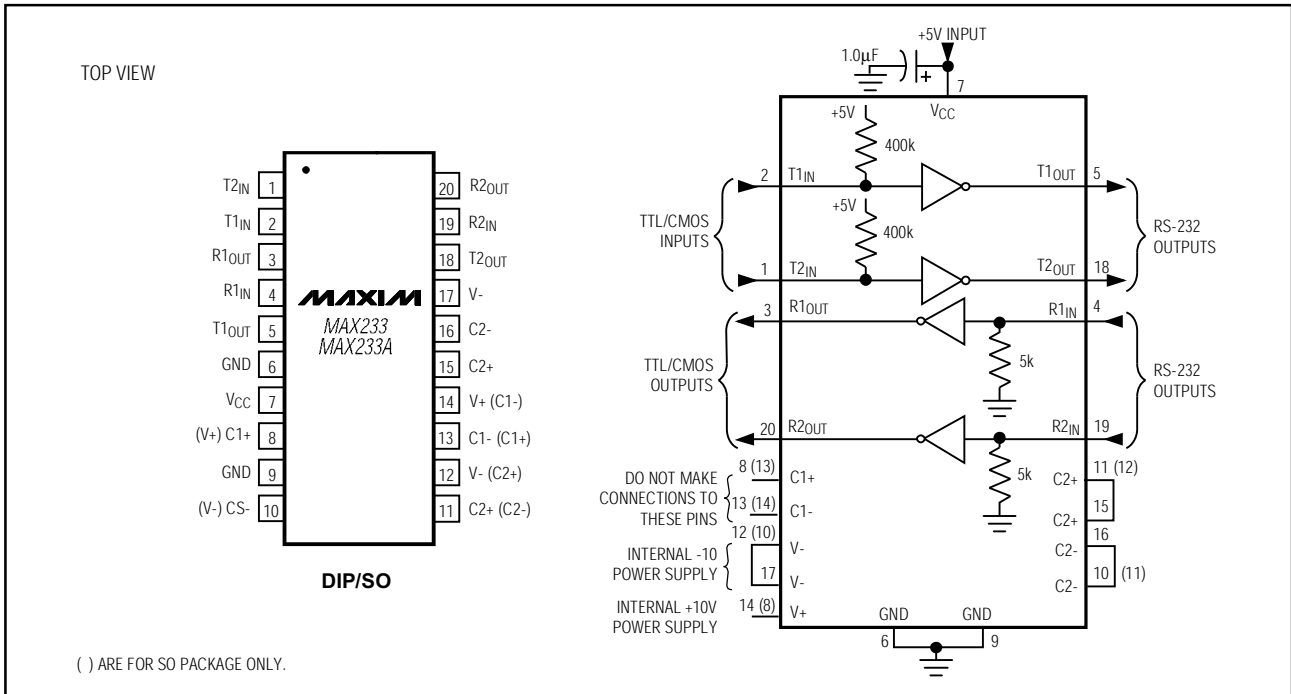 TOP VIEW
T2IN 1
T1IN 2
R1OUT 3
R1IN 4
T1OUT 5
GND 6
VCC 7
(V+) C1+ 8
GND 9
(V-) CS- 10
20 R2OUT
19 R2IN
18 T2OUT
17 V-
16 C2-
15 C2+
14 V+ (C1-)
13 C1- (C1+)
12 V- (C2+)
11 C2+ (C2-)
MAXIM
MAX233
MAX233A
DIP/SO
( ) ARE FOR SO PACKAGE ONLY.
+5V INPUT
1.0µF
+
7
VCC
+5V
400k
2 T1IN
T1OUT 5
+5V
400k
TTL/CMOS
INPUTS
RS-232
OUTPUTS
1 T2IN
T2OUT 18
3 R1OUT
R1IN 4
5k
TTL/CMOS
OUTPUTS
RS-232
OUTPUTS
20 R2OUT
R2IN 19
5k
DO NOT MAKE
CONNECTIONS TO
THESE PINS
8 (13) C1+
13 (14) C1-
INTERNAL -10
POWER SUPPLY
12 (10) V-
17 V-
INTERNAL +10V
POWER SUPPLY
14 (8) V+
C2+ 11 (12)
C2+ 15
C2- 16
C2- 10 (11)
GND GND
6 9